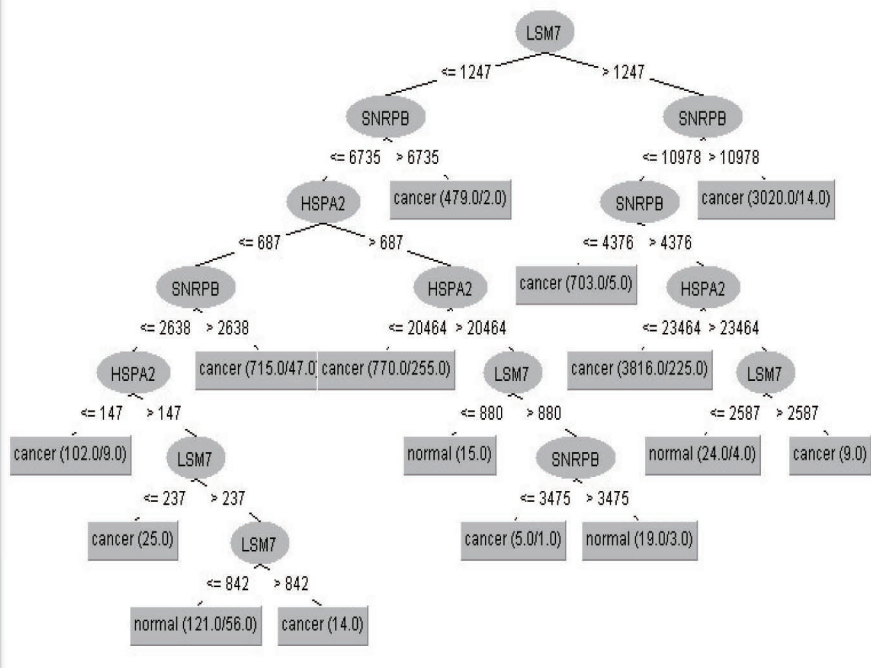 LSM7
<= 1247 > 1247
SNRPB SNRPB
<= 6735 > 6735 <= 10978 > 10978
HSPA2 cancer (479.0/2.0) SNRPB cancer (3020.0/14.0)
<= 687 > 687 <= 4376 > 4376
SNRPB HSPA2 cancer (703.0/5.0) HSPA2
<= 2638 > 2638 <= 20464 > 20464 <= 23464 > 23464
HSPA2 cancer (715.0/47.0) cancer (770.0/255.0) LSM7 cancer (3816.0/225.0) LSM7
<= 147 > 147 <= 880 > 880 <= 2587 > 2587
cancer (102.0/9.0) LSM7 normal (15.0) SNRPB normal (24.0/4.0) cancer (9.0)
<= 237 > 237 <= 3475 > 3475
cancer (25.0) LSM7 cancer (5.0/1.0) normal (19.0/3.0)
<= 842 > 842
normal (121.0/56.0) cancer (14.0)